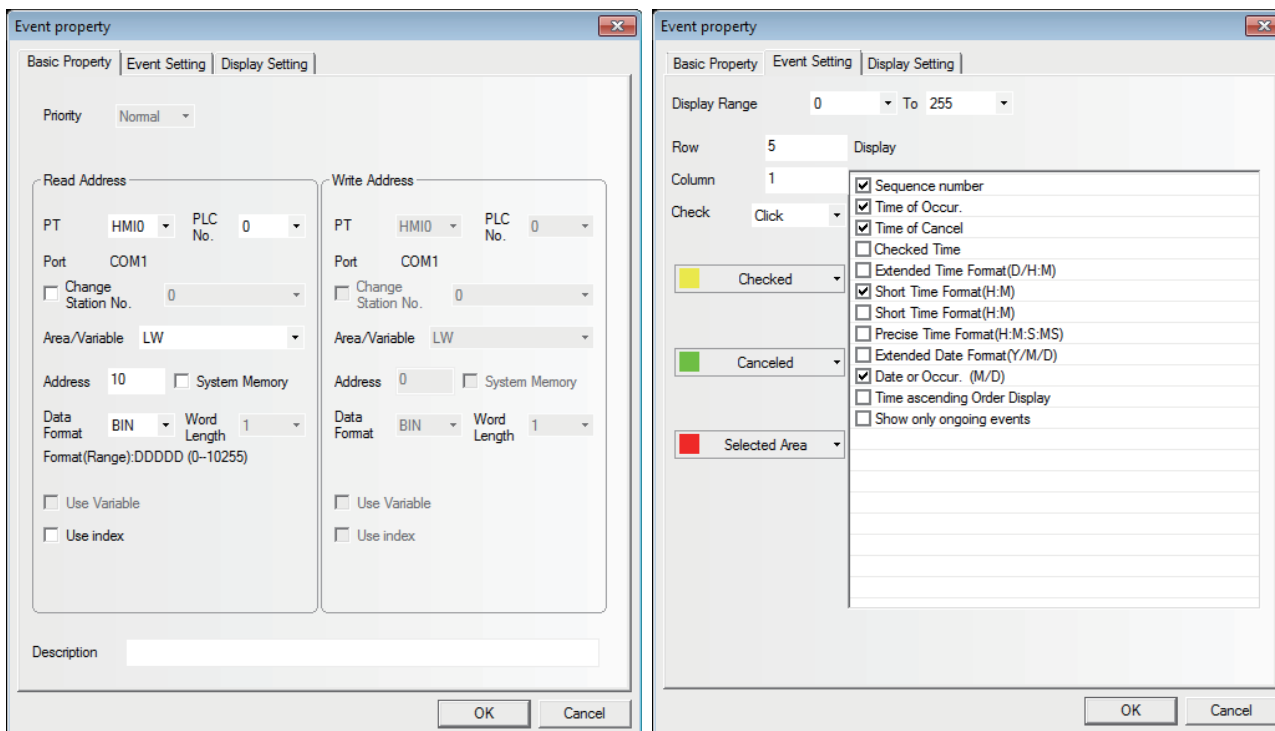 Event property
Basic Property Event Setting Display Setting
Priority Normal
Read Address
PT HMI0 PLC No. 0
Port COM1
Change Station No. 0
Area/Variable LW
Address 10 System Memory
Data Format BIN Word Length 1
Format(Range):DDDDD (0--10255)
Use Variable
Use index
Write Address
PT HMI0 PLC No. 0
Port COM1
Change Station No. 0
Area/Variable LW
Address 0 System Memory
Data Format BIN Word Length 1
Use Variable
Use index
Description
OK Cancel
Event property
Basic Property Event Setting Display Setting
Display Range 0 To 255
Row 5
Column 1
Check Click
Checked
Canceled
Selected Area
Display
Sequence number
Time of Occur.
Time of Cancel
Checked Time
Extended Time Format(D/H:M)
Short Time Format(H:M)
Short Time Format(H:M)
Precise Time Format(H:M:S:MS)
Extended Date Format(Y/M/D)
Date or Occur. (M/D)
Time ascending Order Display
Show only ongoing events
OK Cancel